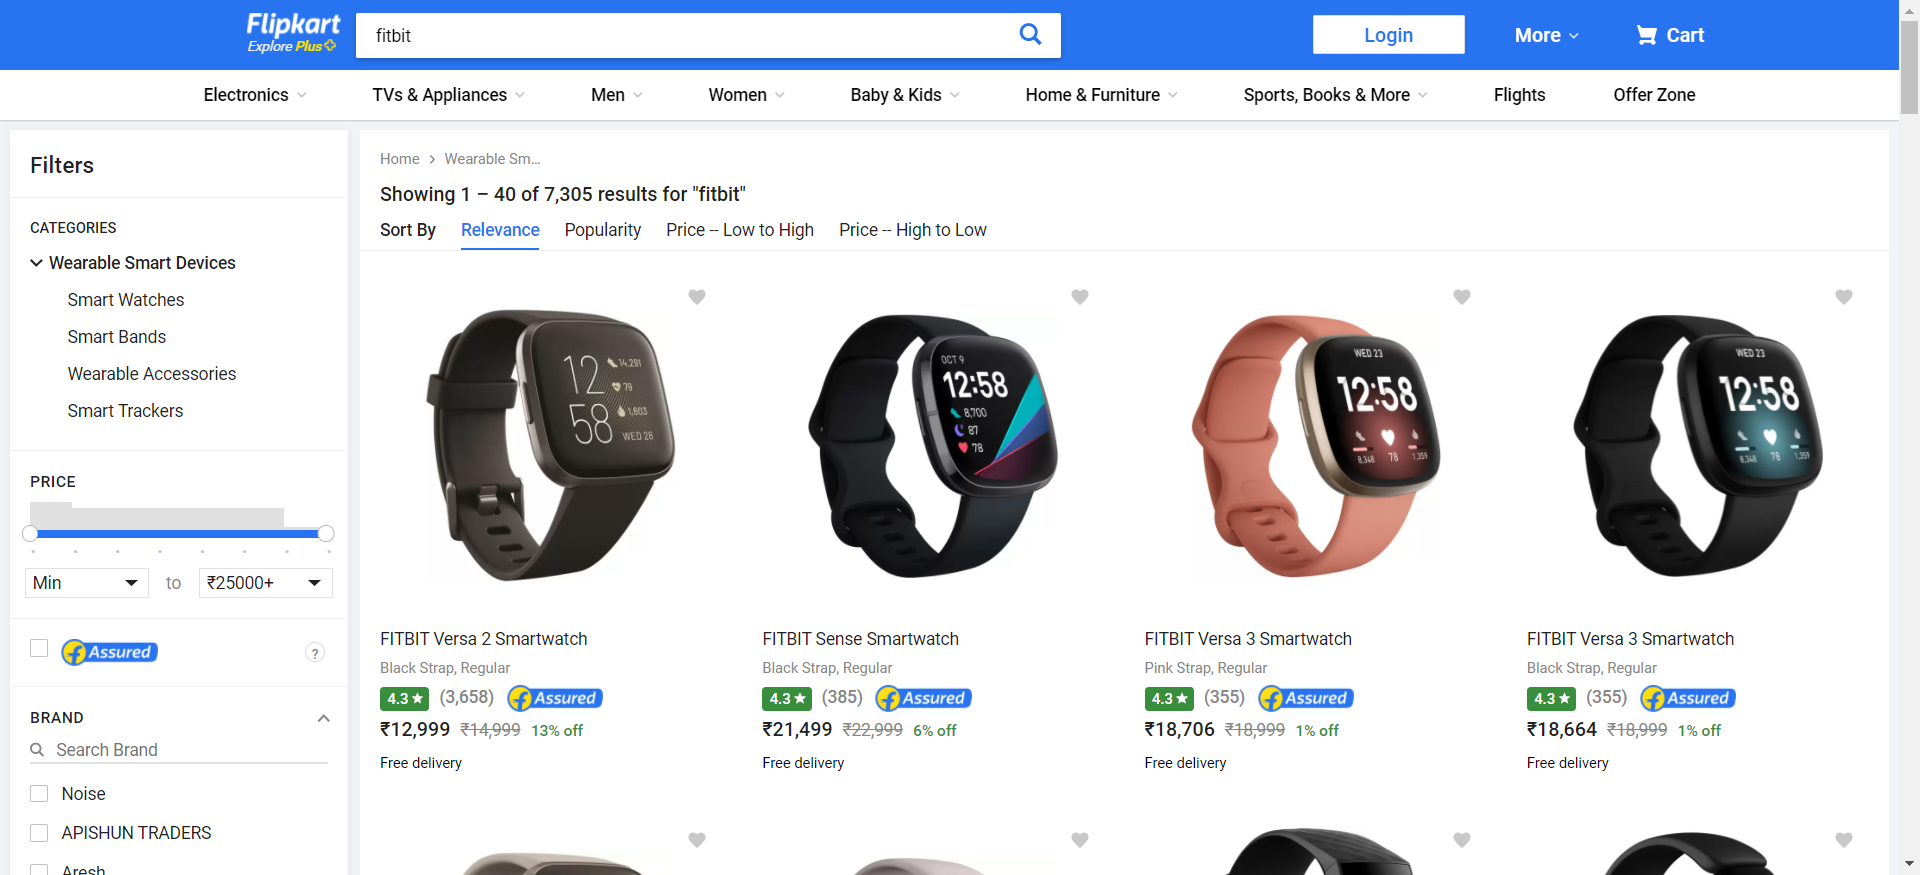 Flipkart
Explore Plus
fitbit
Login
More
Cart
Electronics
TVs & Appliances
Men
Women
Baby & Kids
Home & Furniture
Sports, Books & More
Flights
Offer Zone
Filters
CATEGORIES
Wearable Smart Devices
Smart Watches
Smart Bands
Wearable Accessories
Smart Trackers
PRICE
Min
to
₹25000+
Assured
?
BRAND
Search Brand
Noise
APISHUN TRADERS
Aresh
Home
Wearable Sm...
Showing 1 – 40 of 7,305 results for "fitbit"
Sort By
Relevance
Popularity
Price -- Low to High
Price -- High to Low
12
14,291
79
58
1,603
WED 28
FITBIT Versa 2 Smartwatch
Black Strap, Regular
4.3 (3,658) Assured
₹12,999 ₹14,999 13% off
Free delivery
OCT 9
12:58
8,700
87
78
FITBIT Sense Smartwatch
Black Strap, Regular
4.3 (385) Assured
₹21,499 ₹22,999 6% off
Free delivery
WED 23
12:58
8,348 78 1,359
FITBIT Versa 3 Smartwatch
Pink Strap, Regular
4.3 (355) Assured
₹18,706 ₹18,999 1% off
Free delivery
WED 23
12:58
8,348 78 1,359
FITBIT Versa 3 Smartwatch
Black Strap, Regular
4.3 (355) Assured
₹18,664 ₹18,999 1% off
Free delivery